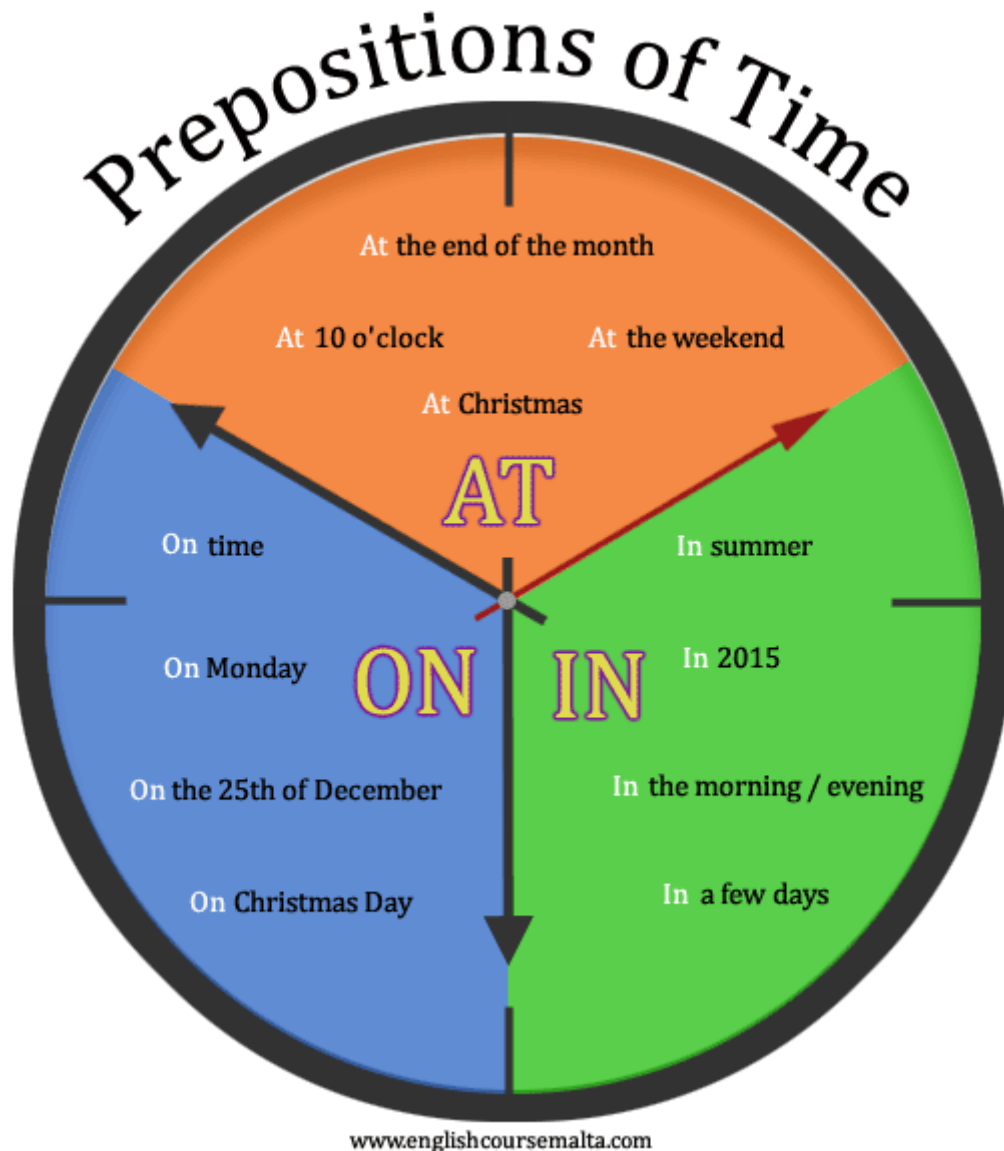 Prepositions of Time
At the end of the month
At 10 o'clock
At the weekend
At Christmas
AT
On time
On Monday
ON
On the 25th of December
On Christmas Day
In summer
In 2015
IN
In the morning / evening
In a few days
www.englishcoursemalta.com